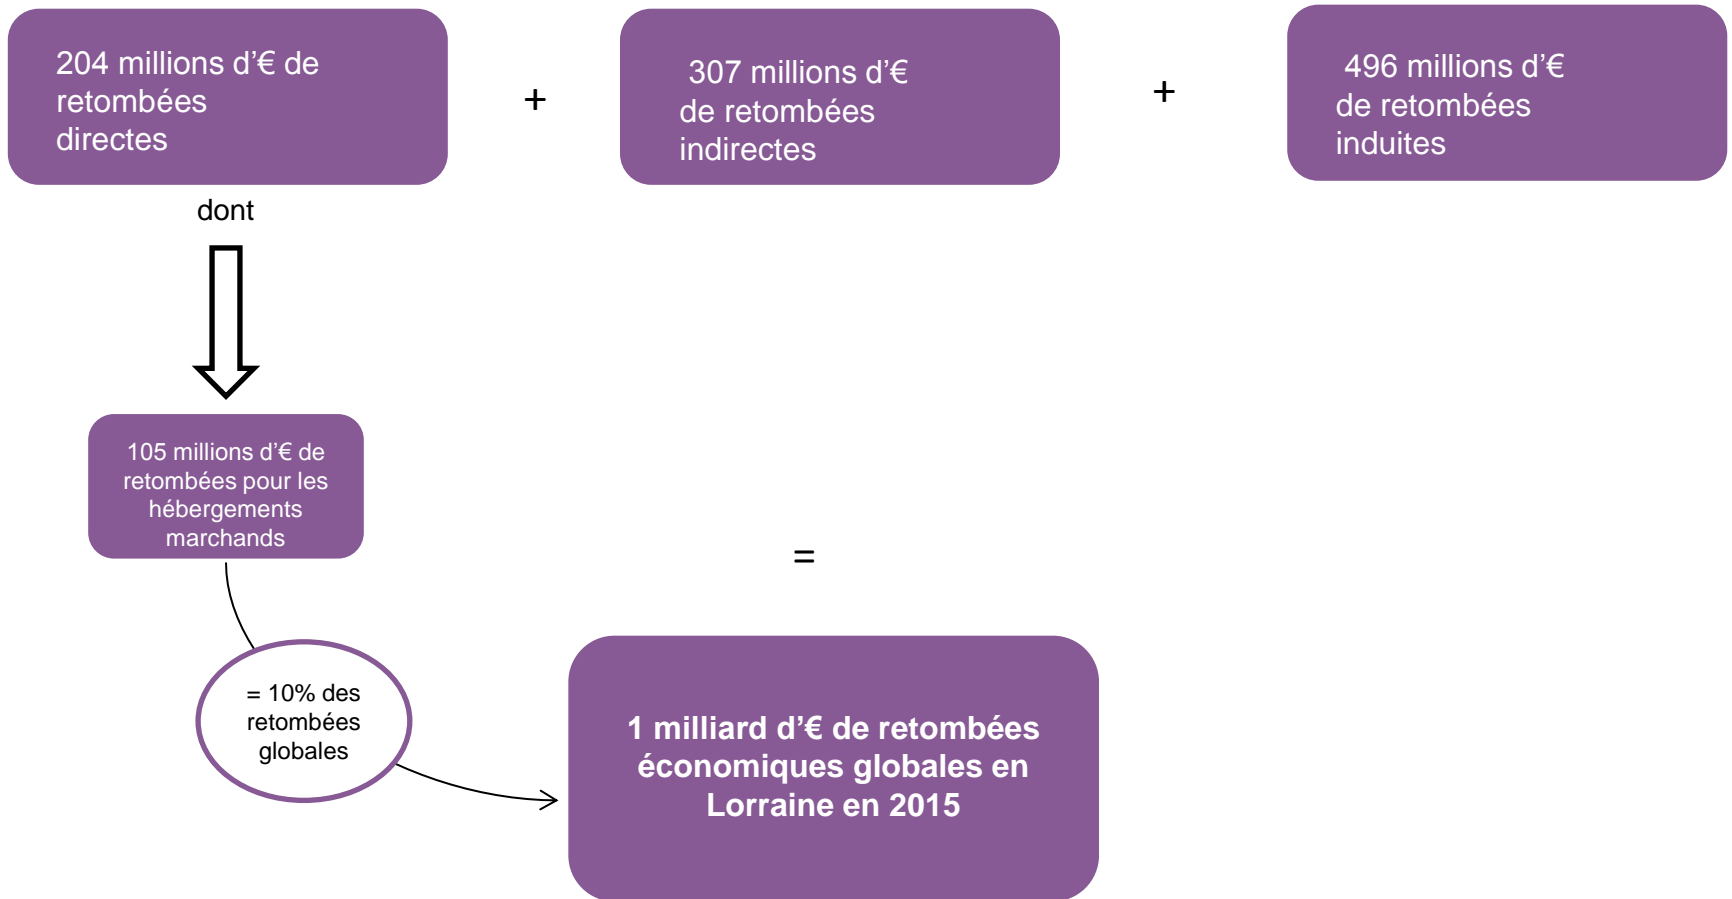 204 millions d'€ de
retombées
directes
+
307 millions d'€
de retombées
indirectes
+
496 millions d'€
de retombées
induites
dont
105 millions d'€ de
retombées pour les
hébergements
marchands
=
= 10% des
retombées
globales
1 milliard d'€ de retombées
économiques globales en
Lorraine en 2015